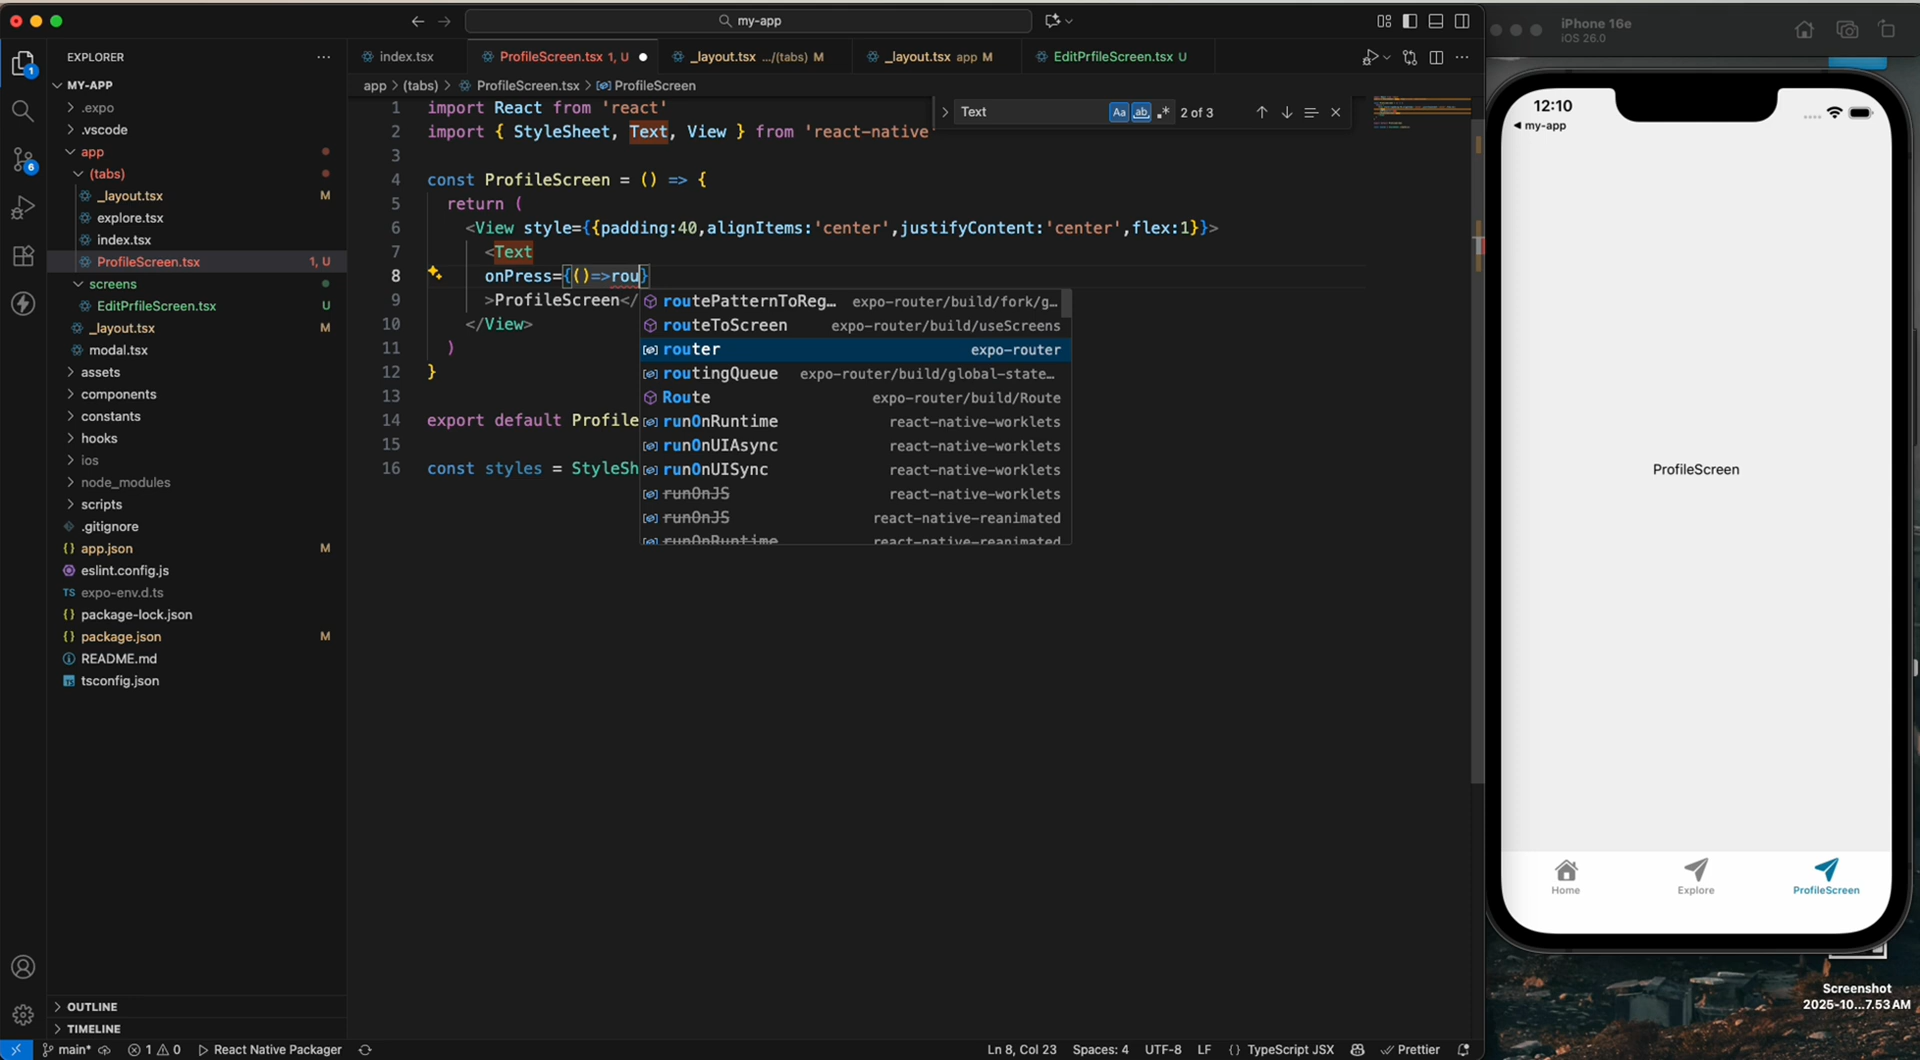 my-app
EXPLORER
MY-APP
.expo
.vscode
app
(tabs)
_layout.tsx M
explore.tsx
index.tsx
ProfileScreen.tsx 1, U
screens
EditPrfileScreen.tsx U
_layout.tsx M
modal.tsx
assets
components
constants
hooks
ios
node_modules
scripts
.gitignore
{} app.json M
eslint.config.js
TS expo-env.d.ts
{} package-lock.json
{} package.json M
README.md
tsconfig.json
OUTLINE
TIMELINE
1
6
index.tsx
ProfileScreen.tsx 1, U
_layout.tsx .../(tabs) M
_layout.tsx app M
EditPrfileScreen.tsx U
app > (tabs) > ProfileScreen.tsx > ProfileScreen
Text Aa ab .* 2 of 3
1 import React from 'react'
2 import { StyleSheet, Text, View } from 'react-native'
3
4 const ProfileScreen = () => {
5 return (
6 <View style={{padding:40,alignItems:'center',justifyContent:'center',flex:1}}>
7 <Text
8 onPress={()=>rou}
9 >ProfileScreen</
10 </View>
11 )
12 }
13
14 export default Profile
15
16 const styles = StyleSh
routePatternToReg... expo-router/build/fork/g...
routeToScreen expo-router/build/useScreens
router expo-router
routingQueue expo-router/build/global-state...
Route expo-router/build/Route
runOnRuntime react-native-worklets
runOnUIAsync react-native-worklets
runOnUISync react-native-worklets
runOnJS react-native-worklets
runOnJS react-native-reanimated
runOnRuntime react-native-reanimated
main* 1 0 React Native Packager
Ln 8, Col 23 Spaces: 4 UTF-8 LF {} TypeScript JSX Prettier
iPhone 16e
iOS 26.0
12:10
my-app
ProfileScreen
Home
Explore
ProfileScreen
Screenshot
2025-10...7.53 AM